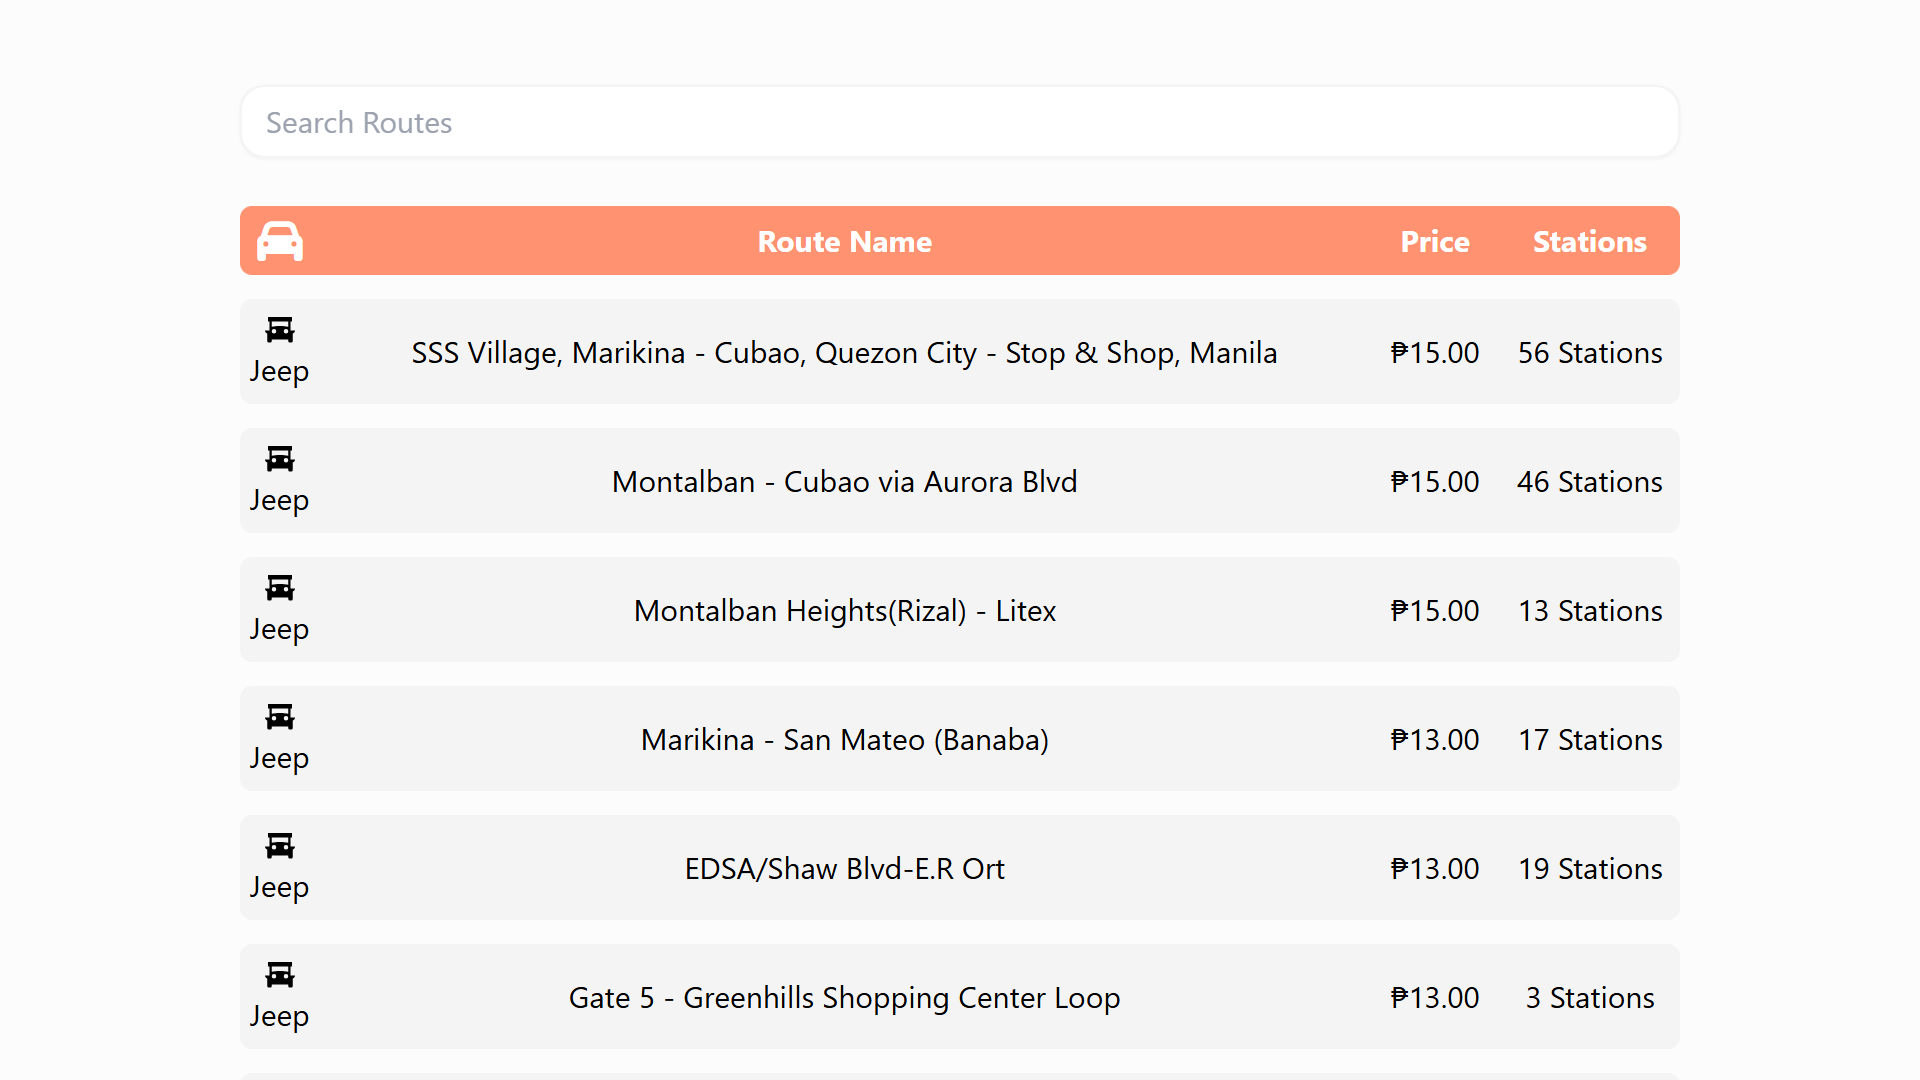 Search Routes
Route Name Price Stations
Jeep SSS Village, Marikina - Cubao, Quezon City - Stop & Shop, Manila ₱15.00 56 Stations
Jeep Montalban - Cubao via Aurora Blvd ₱15.00 46 Stations
Jeep Montalban Heights(Rizal) - Litex ₱15.00 13 Stations
Jeep Marikina - San Mateo (Banaba) ₱13.00 17 Stations
Jeep EDSA/Shaw Blvd-E.R Ort ₱13.00 19 Stations
Jeep Gate 5 - Greenhills Shopping Center Loop ₱13.00 3 Stations